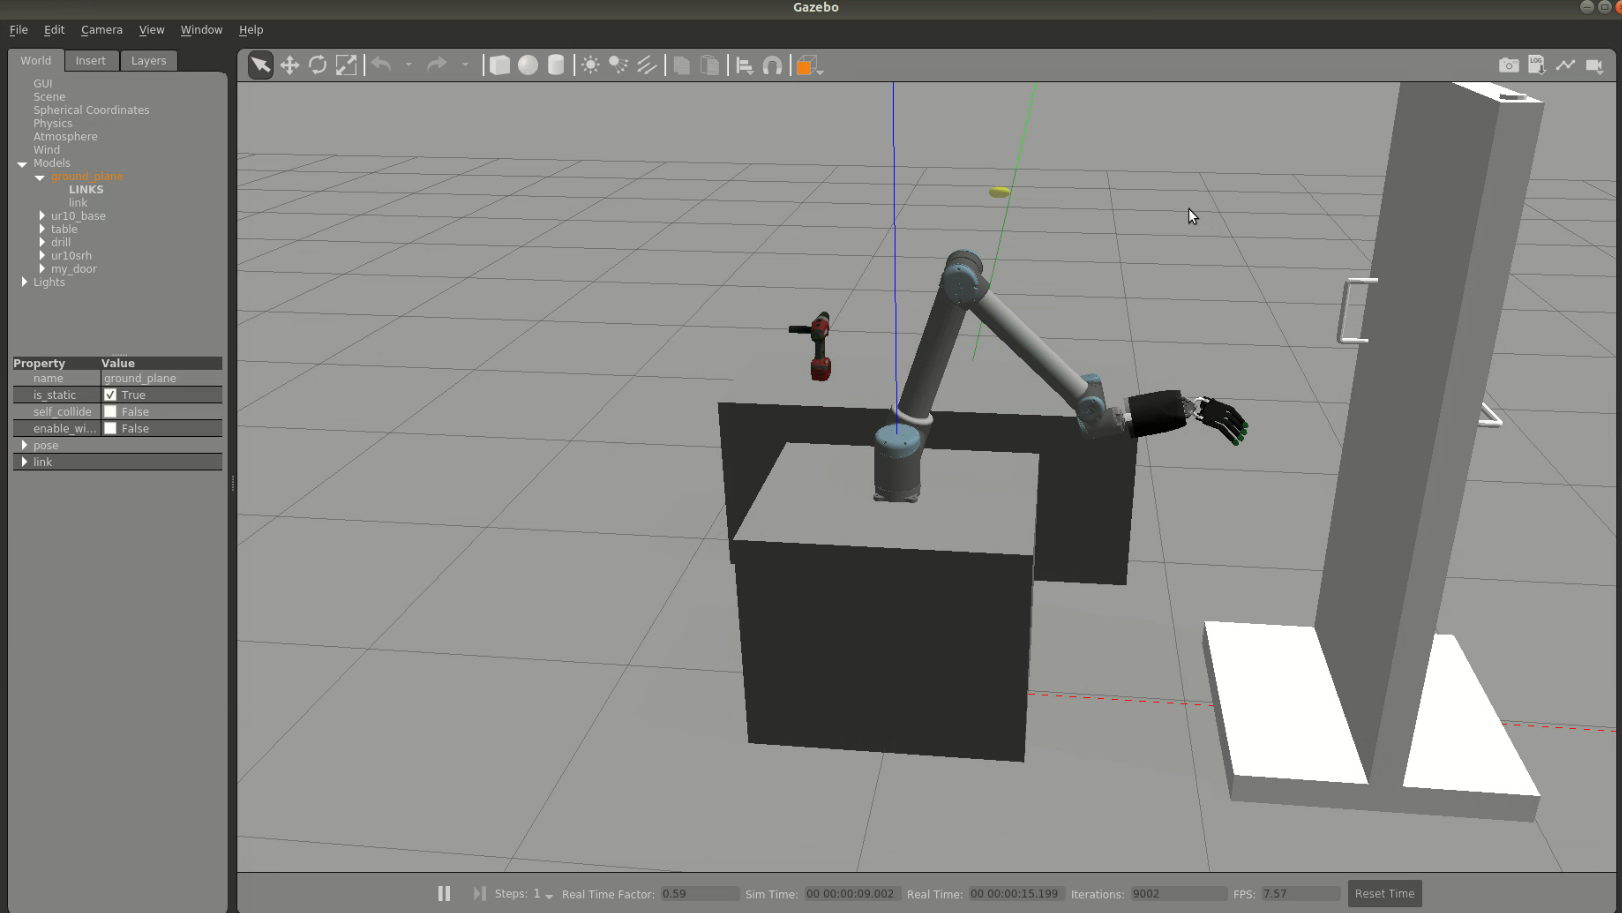 Gazebo
File Edit Camera View Window Help
World Insert Layers
GUI
Scene
Spherical Coordinates
Physics
Atmosphere
Wind
Models
ground_plane
LINKS
link
ur10_base
table
drill
ur10srh
my_door
Lights
Property Value
name ground_plane
is_static True
self_collide False
enable_wi... False
pose
link
LOG
Steps: 1 Real Time Factor: 0.59 Sim Time: 00 00:00:09.002 Real Time: 00 00:00:15.199 Iterations: 9002 FPS: 7.57 Reset Time